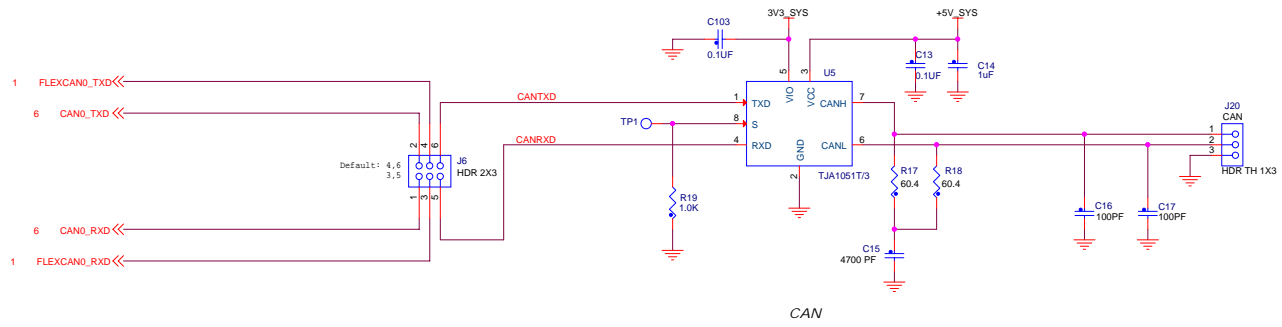 3V3_SYS
+5V_SYS
C103
0.1UF
C13
0.1UF
C14
1uF
1 FLEXCAN0_TXD
6 CAN0_TXD
CANTXD
CANRXD
TP1
U5
5
3
VIO
VCC
1 TXD
8 S
4 RXD
CANH 7
CANL 6
GND
2
TJA1051T/3
J20
CAN
1
2
3
HDR TH 1X3
2
4
6
Default: 4,6
3,5
J6
HDR 2X3
1
3
5
R19
1.0K
R17
60.4
R18
60.4
C16
100PF
C17
100PF
C15
4700 PF
6 CAN0_RXD
1 FLEXCAN0_RXD
CAN